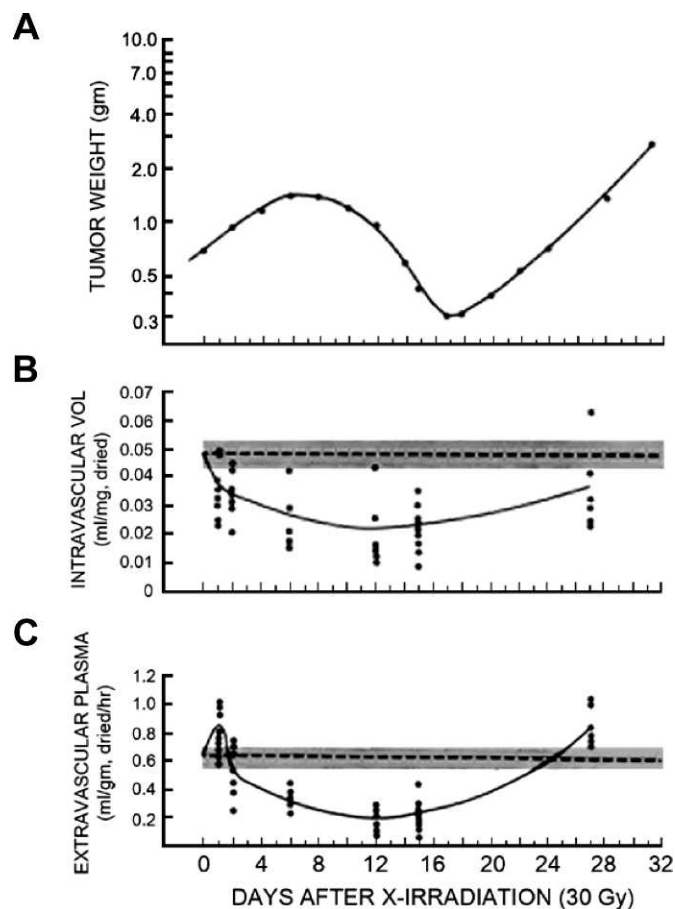 A
TUMOR WEIGHT (gm)
10.0
7.0
4.0
2.0
1.0
0.5
0.3
B
INTRAVASCULAR VOL
(ml/mg, dried)
0.07
0.06
0.05
0.04
0.03
0.02
0.01
0
C
EXTRAVASCULAR PLASMA
(ml/gm, dried/hr)
1.2
1.0
0.8
0.6
0.4
0.2
0 4 8 12 16 20 24 28 32
DAYS AFTER X-IRRADIATION (30 Gy)